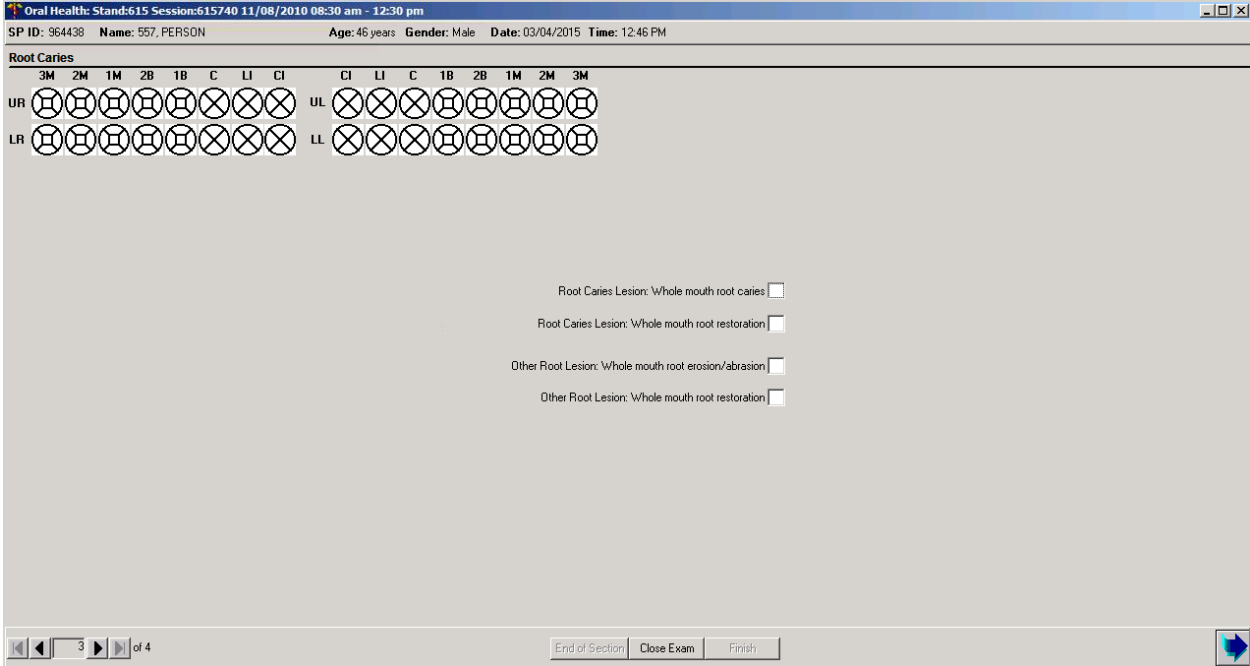 Oral Health: Stand:615 Session:615740 11/08/2010 08:30 am - 12:30 pm
SP ID: 964438 Name: 557, PERSON Age: 46 years Gender: Male Date: 03/04/2015 Time: 12:46 PM
Root Caries
3M 2M 1M 2B 1B C LI CI CI LI C 1B 2B 1M 2M 3M
UR UL
LR LL
Root Caries Lesion: Whole mouth root caries
Root Caries Lesion: Whole mouth root restoration
Other Root Lesion: Whole mouth root erosion/abrasion
Other Root Lesion: Whole mouth root restoration
3 of 4 End of Section Close Exam Finish